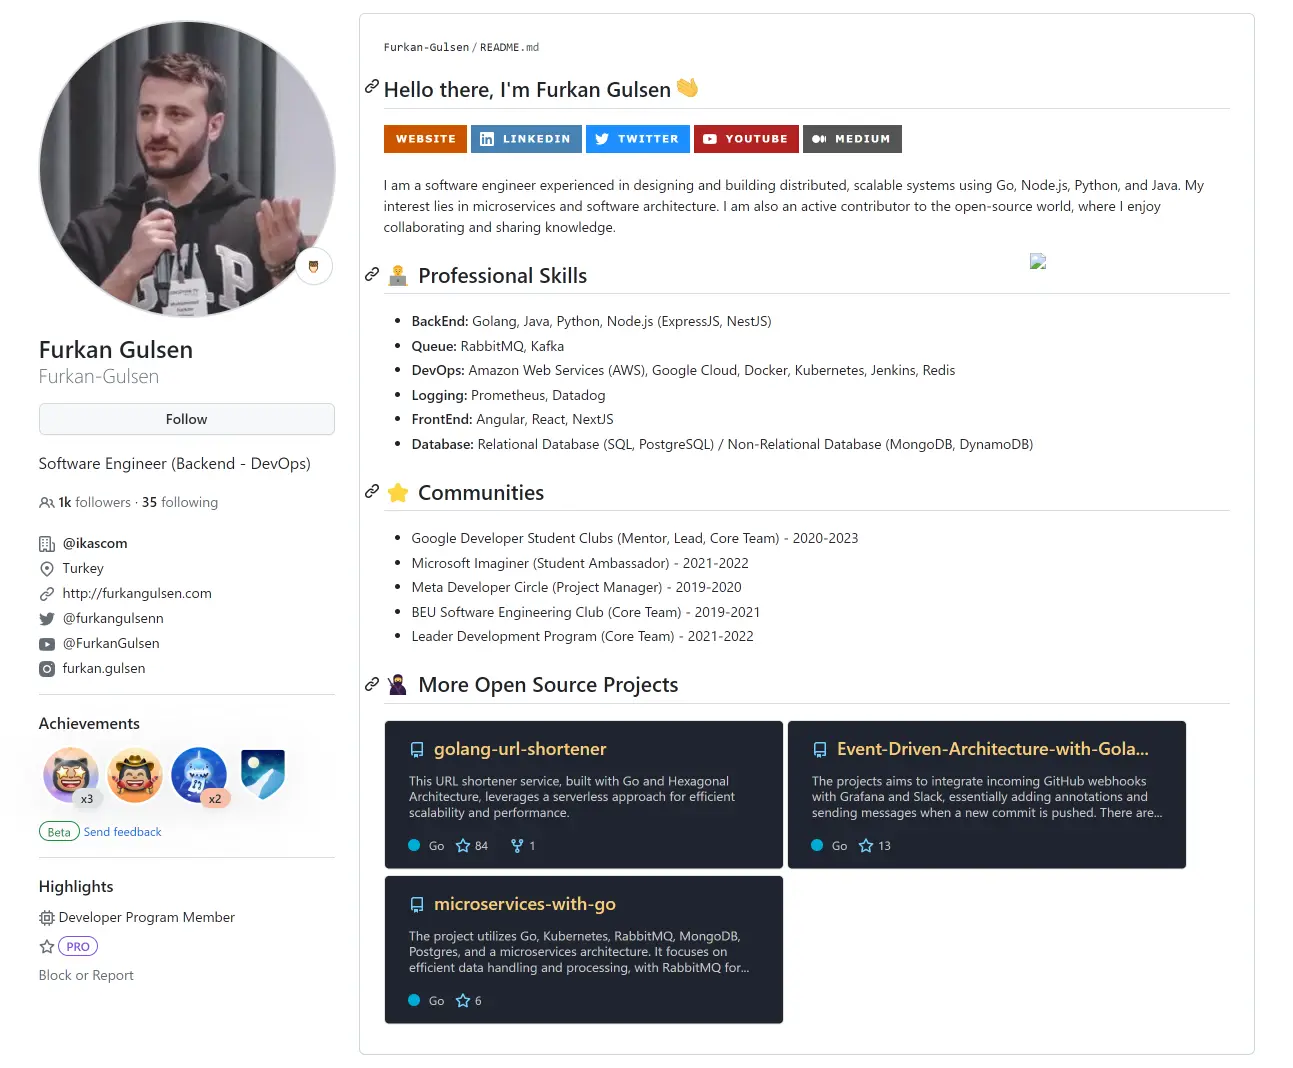 Furkan Gulsen
Furkan-Gulsen
Follow
Software Engineer (Backend - DevOps)
1k followers · 35 following
@ikascom
Turkey
http://furkangulsen.com
@furkangulsenn
@FurkanGulsen
furkan.gulsen
Achievements
x3
x2
Beta Send feedback
Highlights
Developer Program Member
PRO
Block or Report
Furkan-Gulsen / README.md
Hello there, I'm Furkan Gulsen
WEBSITE LINKEDIN TWITTER YOUTUBE MEDIUM
I am a software engineer experienced in designing and building distributed, scalable systems using Go, Node.js, Python, and Java. My
interest lies in microservices and software architecture. I am also an active contributor to the open-source world, where I enjoy
collaborating and sharing knowledge.
Professional Skills
BackEnd: Golang, Java, Python, Node.js (ExpressJS, NestJS)
Queue: RabbitMQ, Kafka
DevOps: Amazon Web Services (AWS), Google Cloud, Docker, Kubernetes, Jenkins, Redis
Logging: Prometheus, Datadog
FrontEnd: Angular, React, NextJS
Database: Relational Database (SQL, PostgreSQL) / Non-Relational Database (MongoDB, DynamoDB)
Communities
Google Developer Student Clubs (Mentor, Lead, Core Team) - 2020-2023
Microsoft Imaginer (Student Ambassador) - 2021-2022
Meta Developer Circle (Project Manager) - 2019-2020
BEU Software Engineering Club (Core Team) - 2019-2021
Leader Development Program (Core Team) - 2021-2022
More Open Source Projects
golang-url-shortener
This URL shortener service, built with Go and Hexagonal
Architecture, leverages a serverless approach for efficient
scalability and performance.
Go 84 1
Event-Driven-Architecture-with-Gola...
The projects aims to integrate incoming GitHub webhooks
with Grafana and Slack, essentially adding annotations and
sending messages when a new commit is pushed. There are...
Go 13
microservices-with-go
The project utilizes Go, Kubernetes, RabbitMQ, MongoDB,
Postgres, and a microservices architecture. It focuses on
efficient data handling and processing, with RabbitMQ for...
Go 6